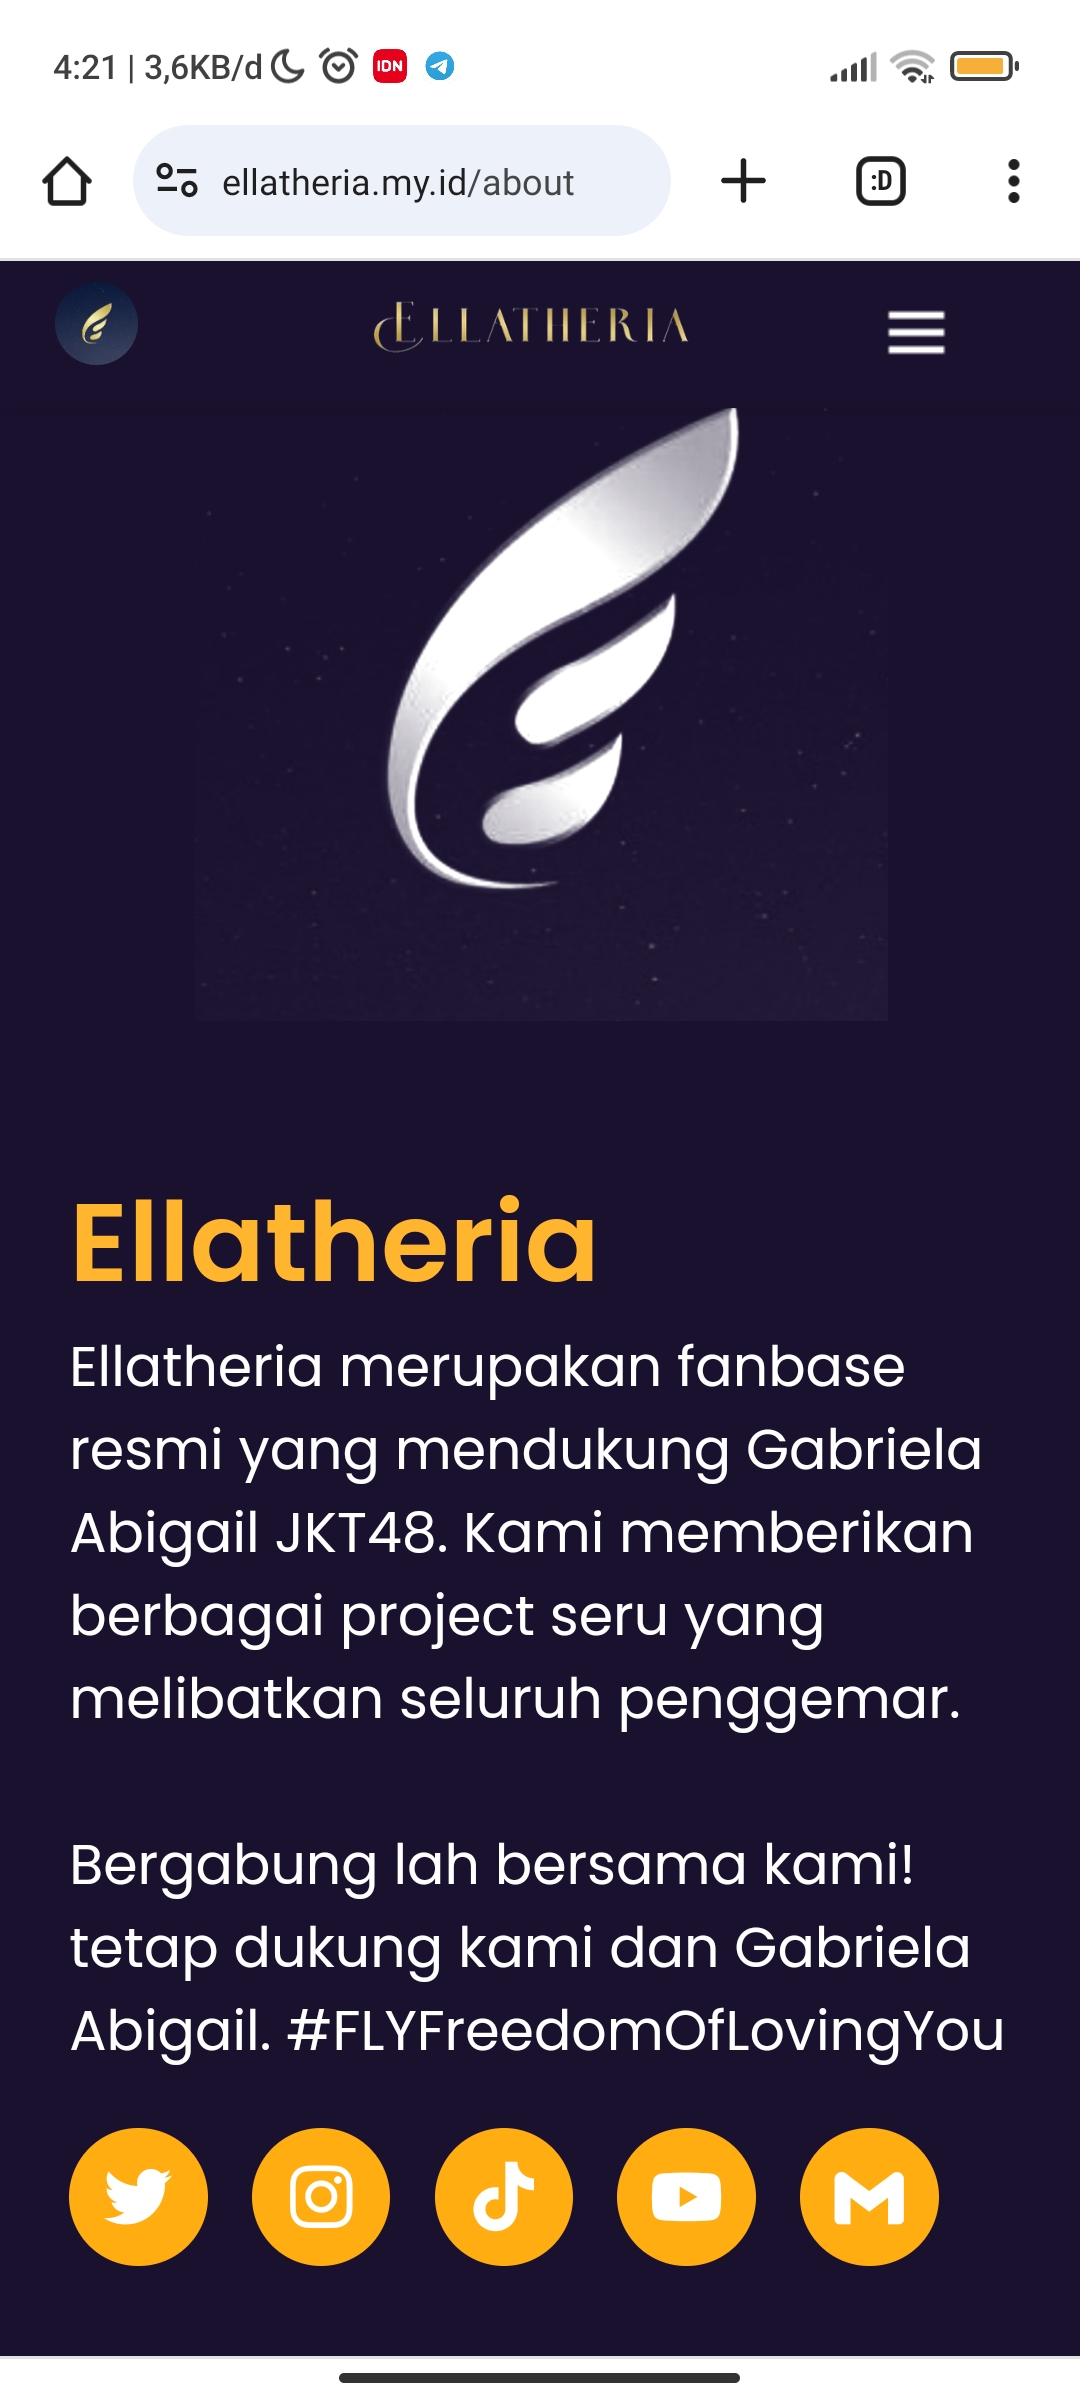 4:21 | 3,6KB/d
IDN
ellatheria.my.id/about
:D
ELLATHERIA
Ellatheria
Ellatheria merupakan fanbase
resmi yang mendukung Gabriela
Abigail JKT48. Kami memberikan
berbagai project seru yang
melibatkan seluruh penggemar.
Bergabung lah bersama kami!
tetap dukung kami dan Gabriela
Abigail. #FLYFreedomOfLovingYou